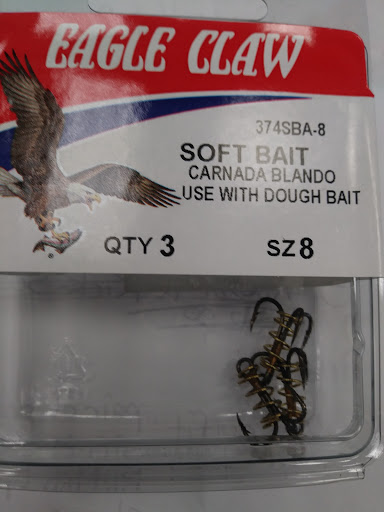 EAGLE CLAW
374SBA-8
SOFT BAIT
CARNADA BLANDO
USE WITH DOUGH BAIT
®
QTY 3 SZ 8